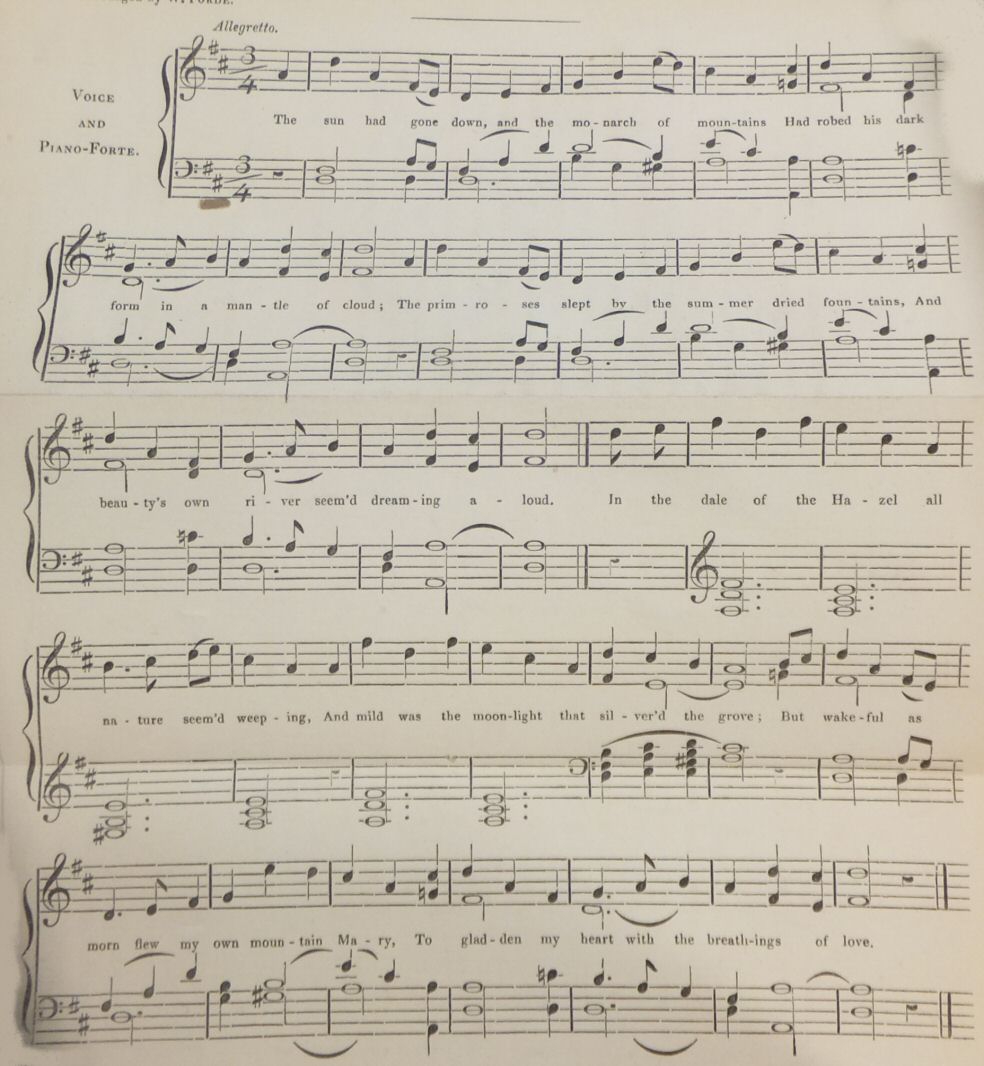 by W. FORDE.
Allegretto.
VOICE
AND
PIANO-FORTE.
The sun had gone down, and the mo - narch of moun-tains Had robed his dark
form in a man - tle of cloud; The prim - ro - ses slept by the sum - mer dried foun - tains, And
beau - ty's own ri - ver seem'd dream - ing a - loud. In the dale of the Ha - zel all
na - ture seem'd weep - ing, And mild was the moon-light that sil - ver'd the grove; But wake - ful as
morn flew my own moun - tain Ma - ry, To glad - den my heart with the breath-ings of love.